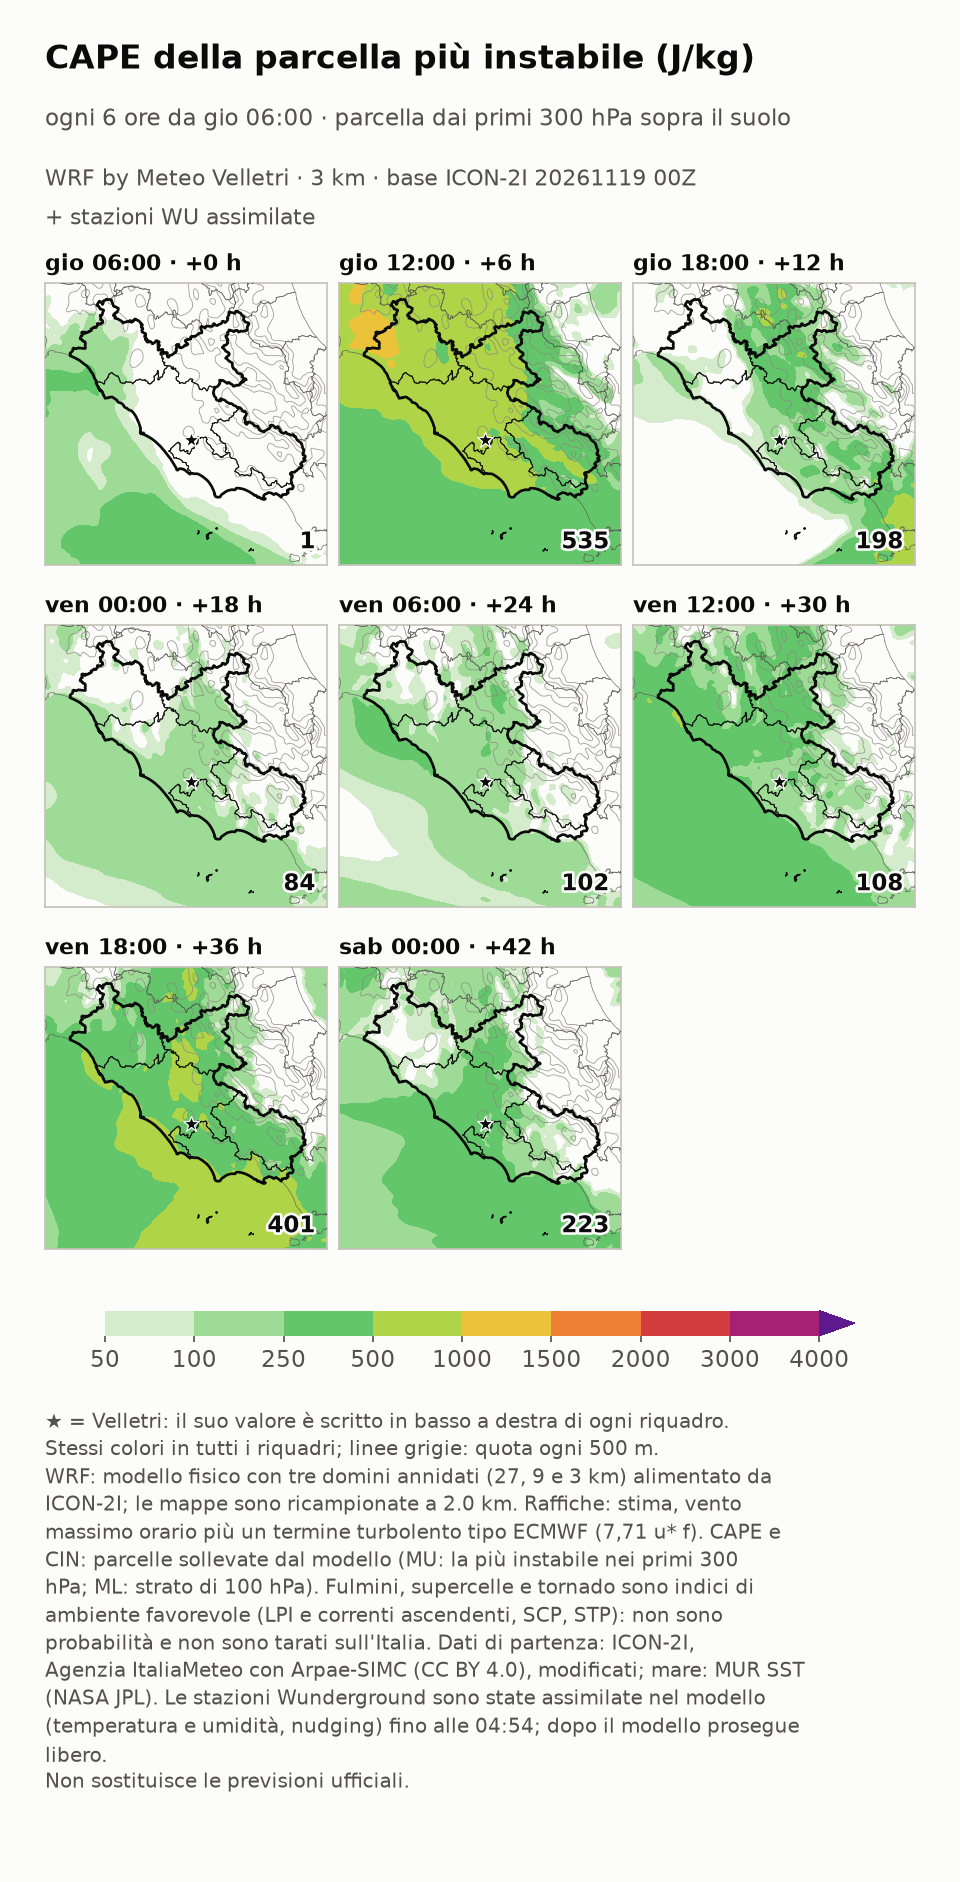 CAPE della parcella più instabile (J/kg)
ogni 6 ore da gio 06:00 · parcella dai primi 300 hPa sopra il suolo
WRF by Meteo Velletri · 3 km · base ICON-2I 20261119 00Z
+ stazioni WU assimilate
gio 06:00 · +0 h
gio 12:00 · +6 h
gio 18:00 · +12 h
1
535
198
ven 00:00 · +18 h
ven 06:00 · +24 h
ven 12:00 · +30 h
84
102
108
ven 18:00 · +36 h
sab 00:00 · +42 h
401
223
50 100 250 500 1000 1500 2000 3000 4000
★ = Velletri: il suo valore è scritto in basso a destra di ogni riquadro.
Stessi colori in tutti i riquadri; linee grigie: quota ogni 500 m.
WRF: modello fisico con tre domini annidati (27, 9 e 3 km) alimentato da
ICON-2I; le mappe sono ricampionate a 2.0 km. Raffiche: stima, vento
massimo orario più un termine turbolento tipo ECMWF (7,71 u* f). CAPE e
CIN: parcelle sollevate dal modello (MU: la più instabile nei primi 300
hPa; ML: strato di 100 hPa). Fulmini, supercelle e tornado sono indici di
ambiente favorevole (LPI e correnti ascendenti, SCP, STP): non sono
probabilità e non sono tarati sull'Italia. Dati di partenza: ICON-2I,
Agenzia ItaliaMeteo con Arpae-SIMC (CC BY 4.0), modificati; mare: MUR SST
(NASA JPL). Le stazioni Wunderground sono state assimilate nel modello
(temperatura e umidità, nudging) fino alle 04:54; dopo il modello prosegue
libero.
Non sostituisce le previsioni ufficiali.